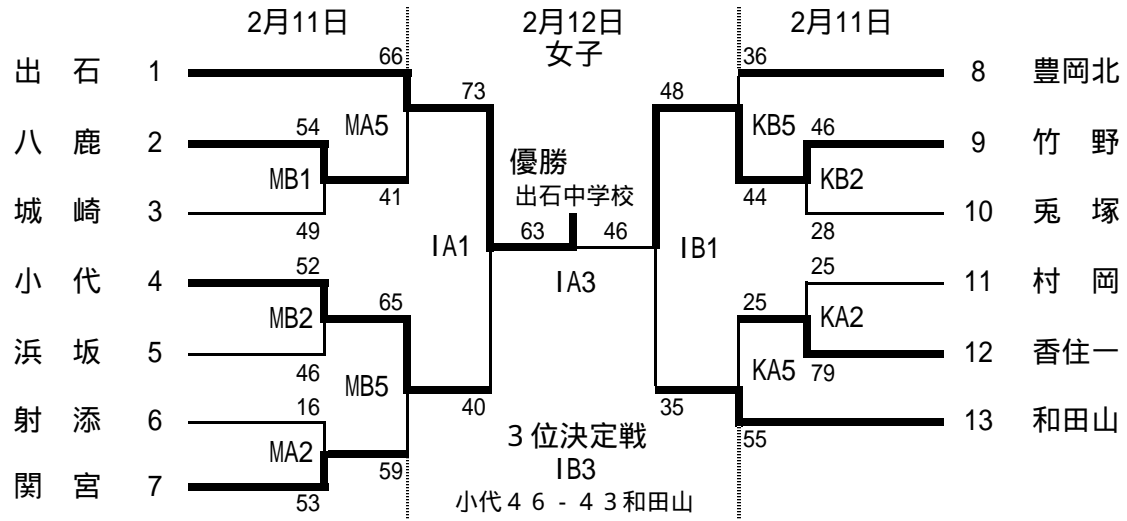 2月11日 2月12日 2月11日
女子
出 石 1 66 73 48 36 8 豊岡北
八 鹿 2 54 MA5 KB5 46 9 竹 野
MB1 41 優勝 44 KB2
出石中学校
城 崎 3 49 63 46 28 10 兎 塚
IA1 IA3 IB1
小 代 4 52 65 25 25 11 村 岡
MB2 KA2
浜 坂 5 46 MB5 KA5 79 12 香住一
射 添 6 16 40 35 13 和田山
MA2 59 3位決定戦 55
IB3
関 宮 7 53 小代46-43和田山